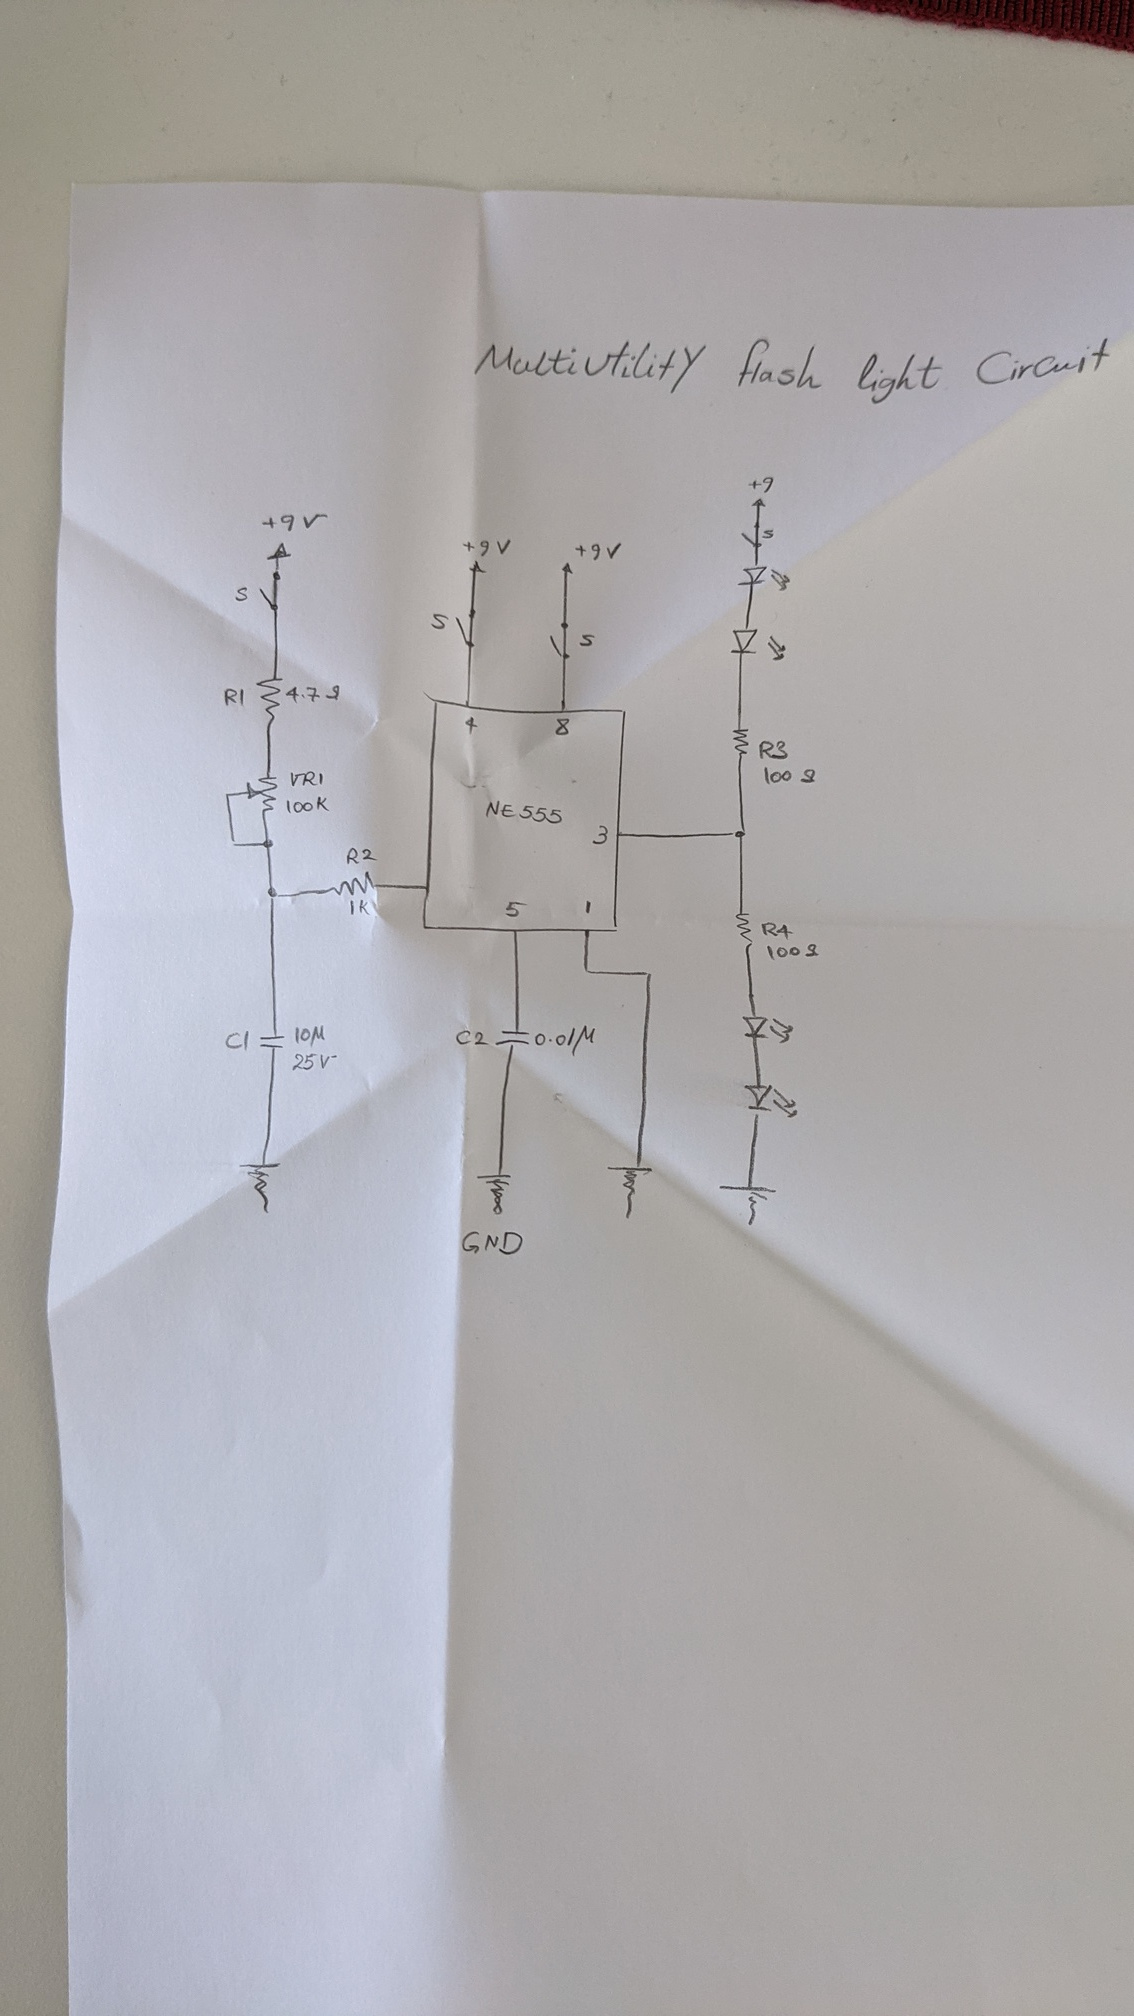 Multiutility flash light Circuit
+9
+9V
+9V
+9V
S
S
S
S
R1 4.7Ω
4
8
VR1
100K
NE555
R3
100Ω
3
R2
1K
5
1
R4
100Ω
C1
10M
25V
C2
0.01M
GND